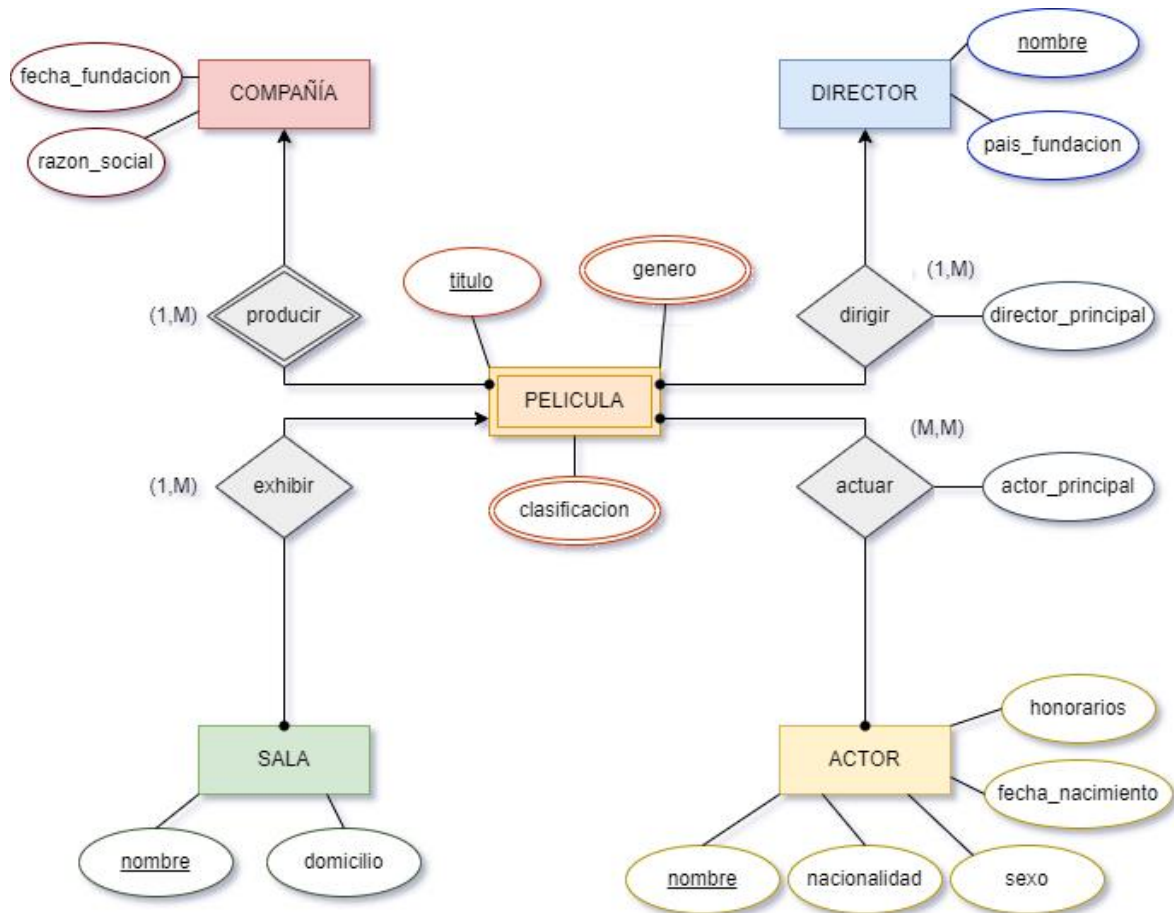 nombre
fecha_fundacion
COMPAÑÍA
DIRECTOR
razon_social
pais_fundacion
genero
(1,M)
titulo
(1,M)
producir
dirigir
director_principal
PELICULA
(M,M)
(1,M)
exhibir
actuar
actor_principal
clasificacion
honorarios
SALA
ACTOR
fecha_nacimiento
nombre
domicilio
nombre
nacionalidad
sexo